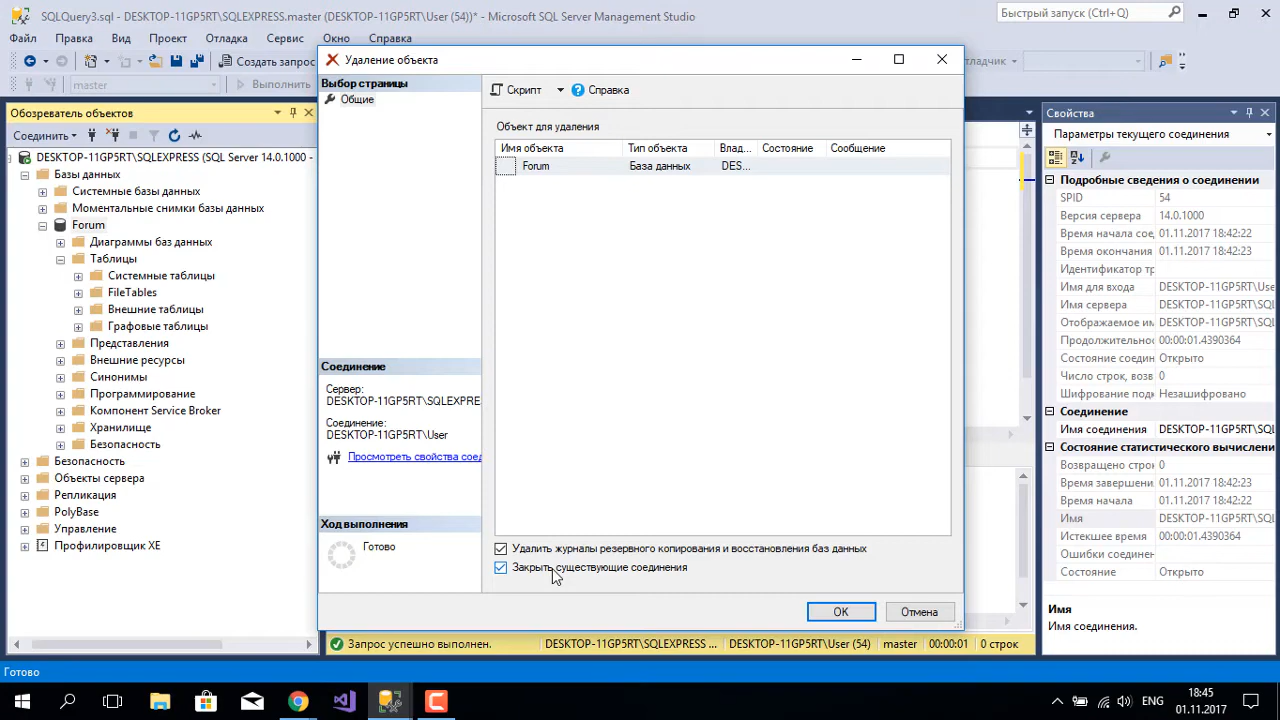 SQLQuery3.sql - DESKTOP-11GP5RT\SQLEXPRESS.master (DESKTOP-11GP5RT\User (54))* - Microsoft SQL Server Management Studio
Быстрый запуск (Ctrl+Q)
Файл Правка Вид Проект Отладка Сервис Окно Справка
Создать запрос
тладчик
master
Выполнить
Обозреватель объектов
Соединить
DESKTOP-11GP5RT\SQLEXPRESS (SQL Server 14.0.1000 -
Базы данных
Системные базы данных
Моментальные снимки базы данных
Forum
Диаграммы баз данных
Таблицы
Системные таблицы
FileTables
Внешние таблицы
Графовые таблицы
Представления
Внешние ресурсы
Синонимы
Программирование
Компонент Service Broker
Хранилище
Безопасность
Безопасность
Объекты сервера
Репликация
PolyBase
Управление
Профилировщик XE
Удаление объекта
Выбор страницы
Общие
Соединение
Сервер:
DESKTOP-11GP5RT\SQLEXPRE
Соединение:
DESKTOP-11GP5RT\User
Просмотреть свойства соед
Ход выполнения
Готово
Скрипт Справка
Объект для удаления
Имя объекта Тип объекта Влад... Состояние Сообщение
Forum База данных DES...
Удалить журналы резервного копирования и восстановления баз данных
Закрыть существующие соединения
OK Отмена
Запрос успешно выполнен. DESKTOP-11GP5RT\SQLEXPRESS ... DESKTOP-11GP5RT\User (54) master 00:00:01 0 строк
Свойства
Параметры текущего соединения
Подробные сведения о соединении
SPID 54
Версия сервера 14.0.1000
Время начала сое 01.11.2017 18:42:22
Время окончания 01.11.2017 18:42:23
Идентификатор тр
Имя для входа DESKTOP-11GP5RT\Use
Имя сервера DESKTOP-11GP5RT\SQL
Отображаемое им DESKTOP-11GP5RT\SQL
Продолжительнос 00:00:01.4390364
Состояние соедин Открыто
Число строк, возв 0
Шифрование подк Незашифровано
Соединение
Имя соединения DESKTOP-11GP5RT\SQL
Состояние статистического вычислени
Возвращено строк 0
Время завершени 01.11.2017 18:42:23
Время начала 01.11.2017 18:42:22
Имя DESKTOP-11GP5RT\SQL
Истекшее время 00:00:01.4390364
Ошибки соединен
Состояние Открыто
Имя
Имя соединения.
Готово
ENG
18:45
01.11.2017